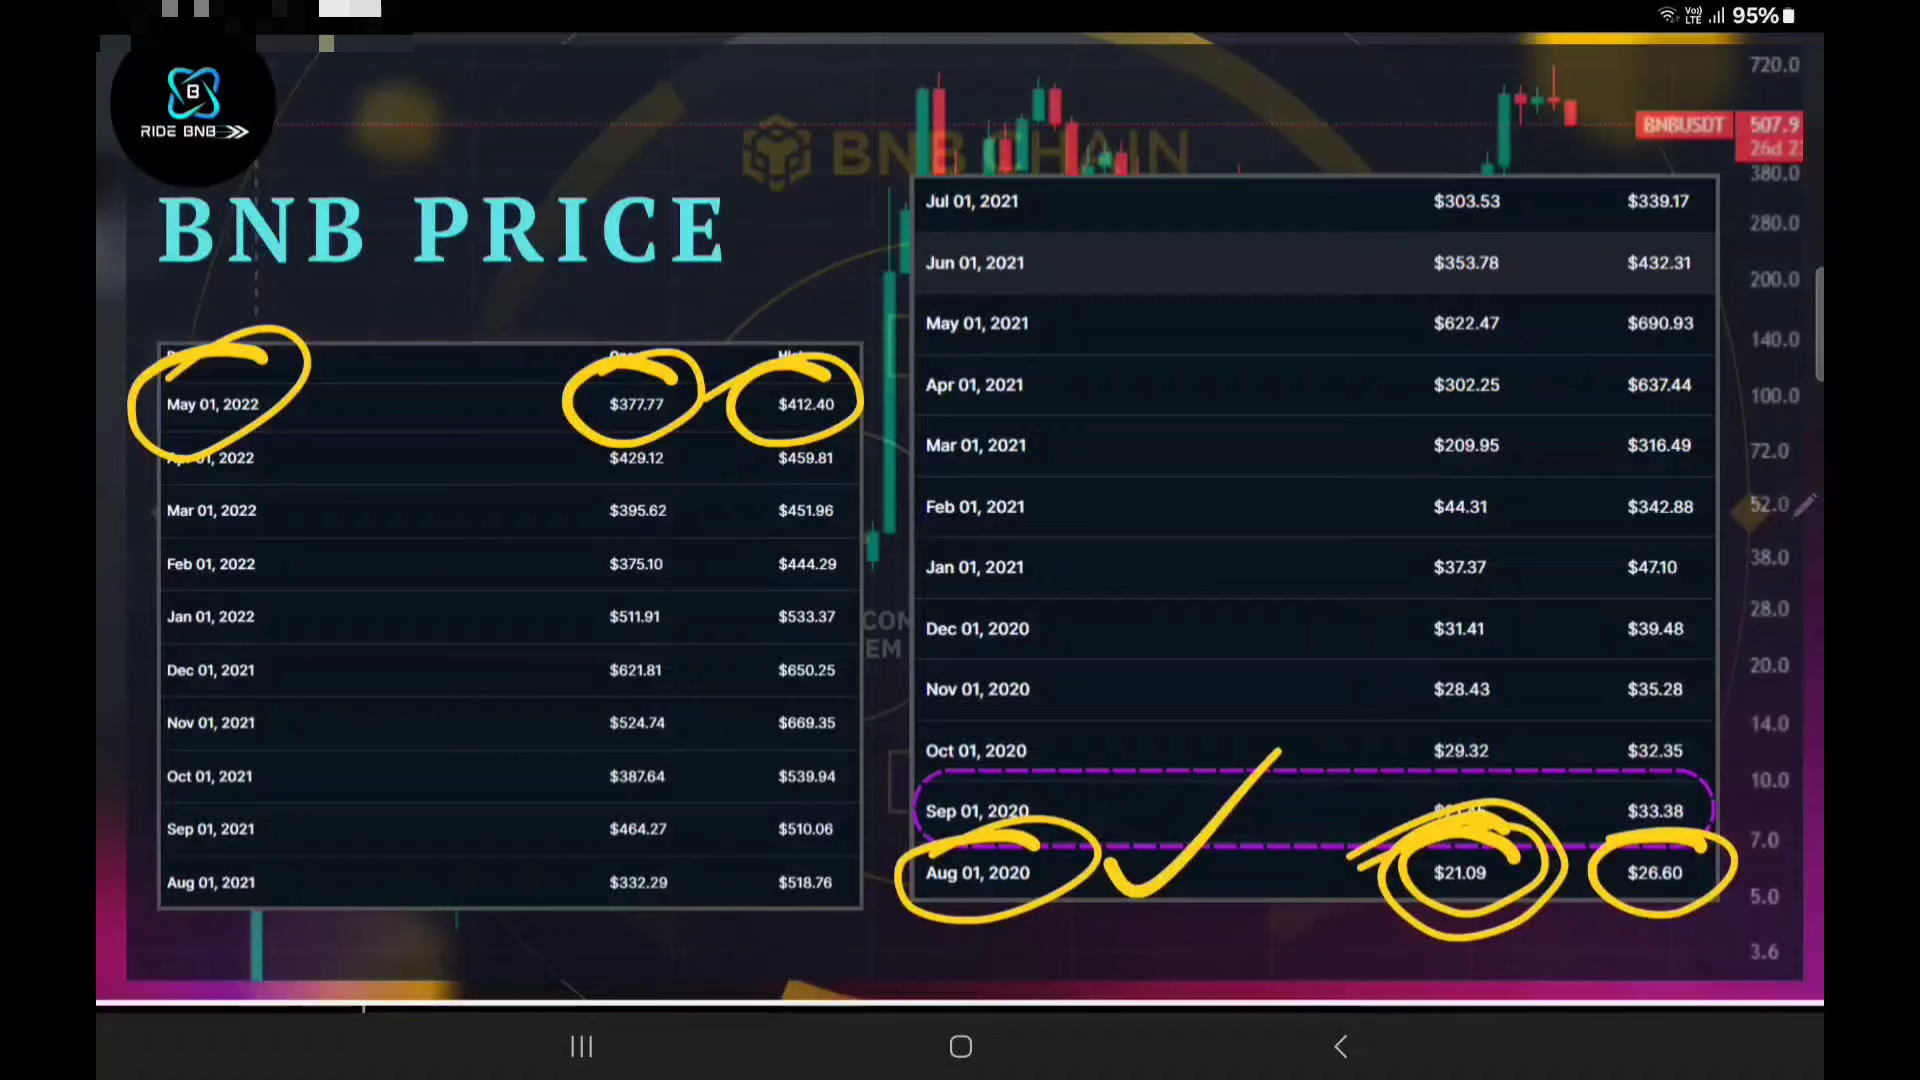 Voı) LTE 95%
B
RIDE BNB
BNB CHAIN
BNB PRICE
May 01, 2022 $377.77 $412.40
Apr 01, 2022 $429.12 $459.81
Mar 01, 2022 $395.62 $451.96
Feb 01, 2022 $375.10 $444.29
Jan 01, 2022 $511.91 $533.37
Dec 01, 2021 $621.81 $650.25
Nov 01, 2021 $524.74 $669.35
Oct 01, 2021 $387.64 $539.94
Sep 01, 2021 $464.27 $510.06
Aug 01, 2021 $332.29 $518.76
Jul 01, 2021 $303.53 $339.17
Jun 01, 2021 $353.78 $432.31
May 01, 2021 $622.47 $690.93
Apr 01, 2021 $302.25 $637.44
Mar 01, 2021 $209.95 $316.49
Feb 01, 2021 $44.31 $342.88
Jan 01, 2021 $37.37 $47.10
Dec 01, 2020 $31.41 $39.48
Nov 01, 2020 $28.43 $35.28
Oct 01, 2020 $29.32 $32.35
Sep 01, 2020 $33.38
Aug 01, 2020 $21.09 $26.60
CON
EM
720.0
BNBUSDT 507.9
26d 2
380.0
280.0
200.0
140.0
100.0
72.0
52.0
38.0
28.0
20.0
14.0
10.0
7.0
5.0
3.6